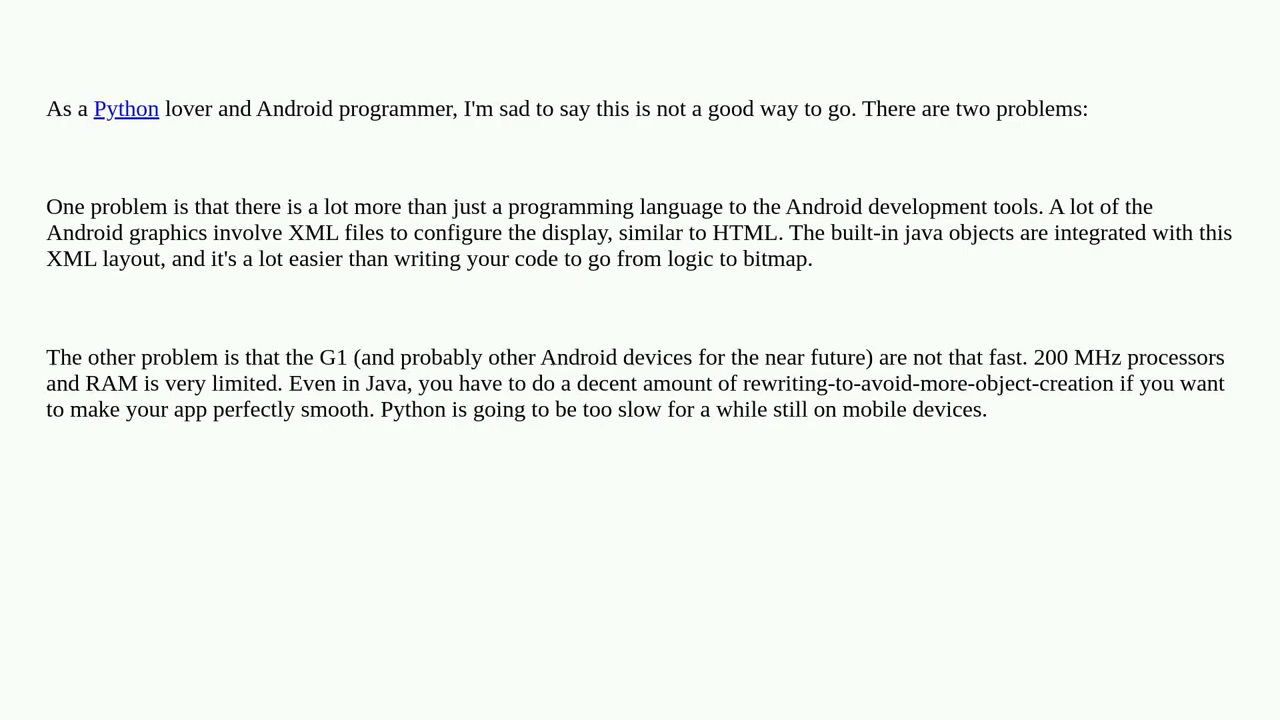 As a Python lover and Android programmer, I'm sad to say this is not a good way to go. There are two problems:
One problem is that there is a lot more than just a programming language to the Android development tools. A lot of the
Android graphics involve XML files to configure the display, similar to HTML. The built-in java objects are integrated with this
XML layout, and it's a lot easier than writing your code to go from logic to bitmap.
The other problem is that the G1 (and probably other Android devices for the near future) are not that fast. 200 MHz processors
and RAM is very limited. Even in Java, you have to do a decent amount of rewriting-to-avoid-more-object-creation if you want
to make your app perfectly smooth. Python is going to be too slow for a while still on mobile devices.